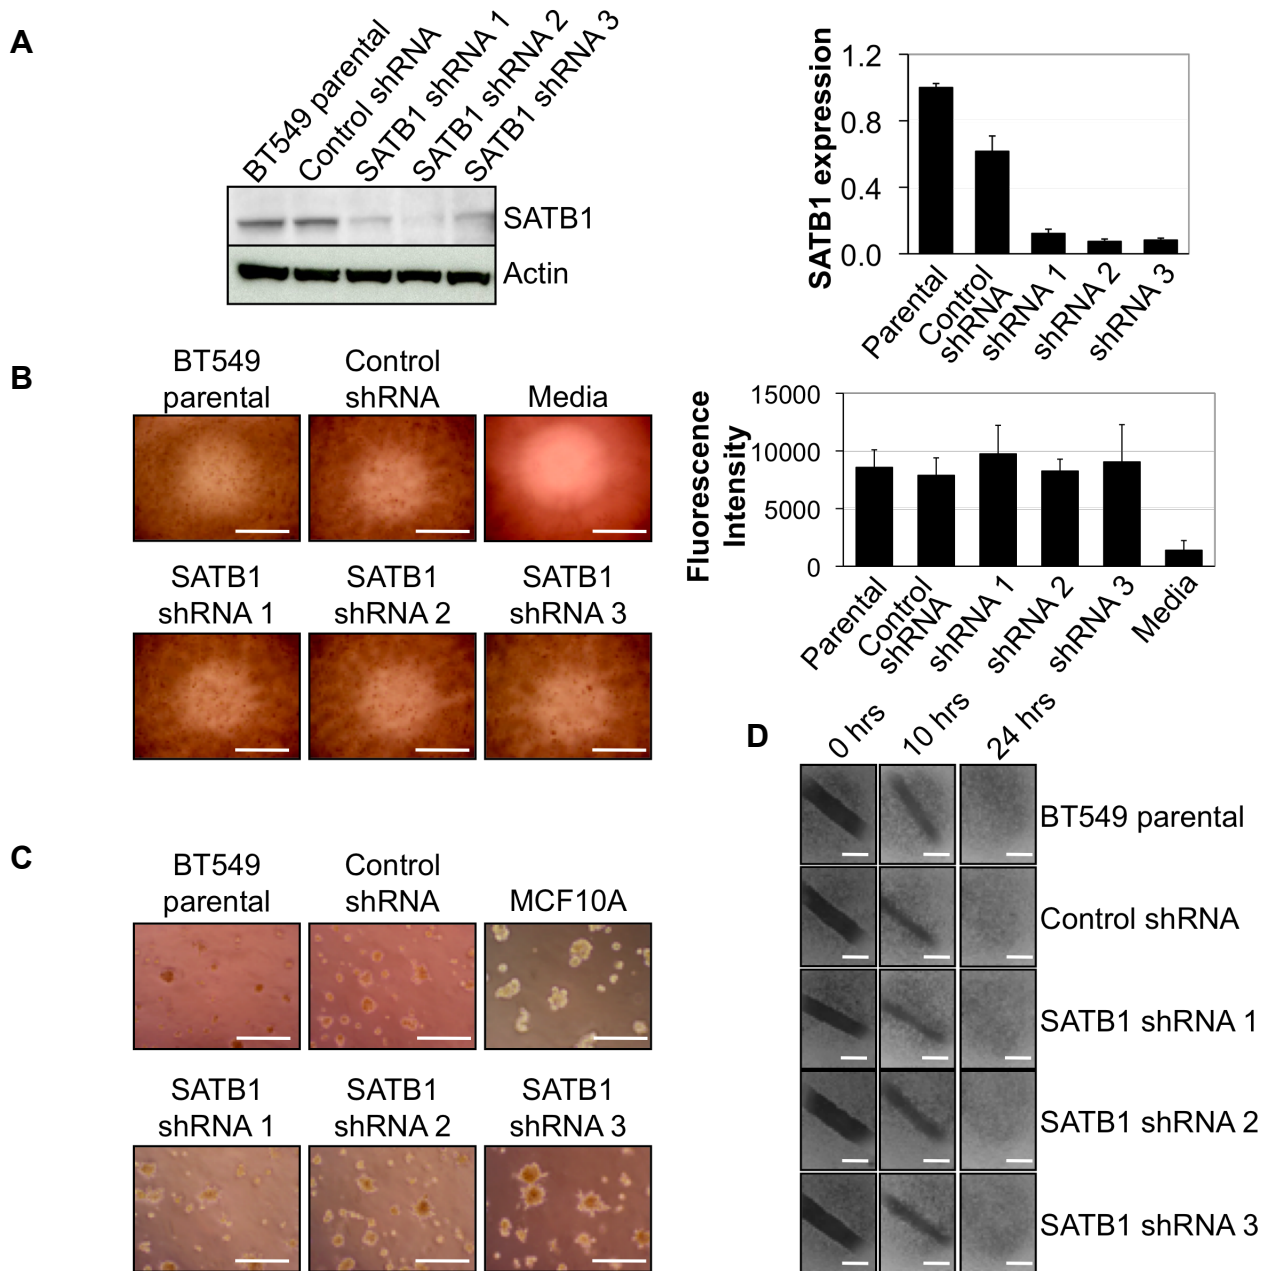 A
BT549 parental
Control shRNA
SATB1 shRNA 1
SATB1 shRNA 2
SATB1 shRNA 3
SATB1
Actin
SATB1 expression
1.2
0.8
0.4
0.0
Parental
Control
shRNA
shRNA 1
shRNA 2
shRNA 3
B
BT549
parental
Control
shRNA
Media
SATB1
shRNA 1
SATB1
shRNA 2
SATB1
shRNA 3
Fluorescence
Intensity
15000
10000
5000
0
Parental
Control
shRNA
shRNA 1
shRNA 2
shRNA 3
Media
C
BT549
parental
Control
shRNA
MCF10A
SATB1
shRNA 1
SATB1
shRNA 2
SATB1
shRNA 3
D
0 hrs
10 hrs
24 hrs
BT549 parental
Control shRNA
SATB1 shRNA 1
SATB1 shRNA 2
SATB1 shRNA 3